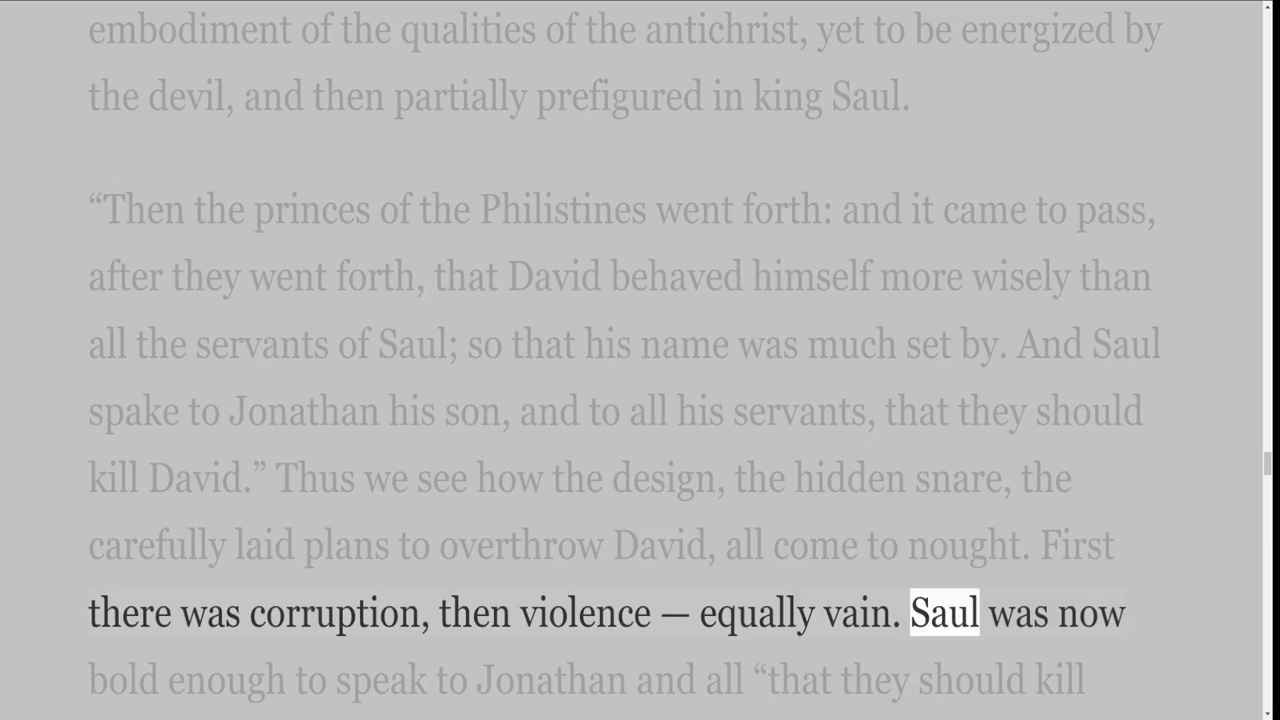 embodiment of the qualities of the antichrist, yet to be energized by
the devil, and then partially prefigured in king Saul.
“Then the princes of the Philistines went forth: and it came to pass,
after they went forth, that David behaved himself more wisely than
all the servants of Saul; so that his name was much set by. And Saul
spake to Jonathan his son, and to all his servants, that they should
kill David.” Thus we see how the design, the hidden snare, the
carefully laid plans to overthrow David, all come to nought. First
there was corruption, then violence — equally vain. Saul was now
bold enough to speak to Jonathan and all “that they should kill